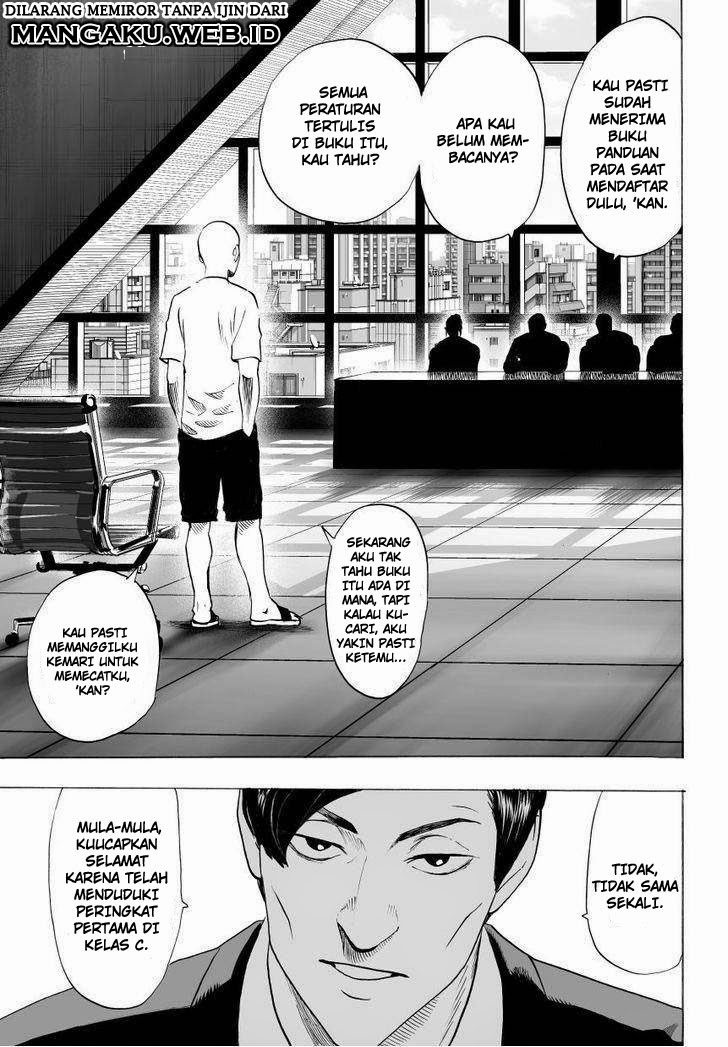 DILARANG MEMIROR TANPA IJIN DARI
MANGAKU.WEB.ID
KAU PASTI
SUDAH
MENERIMA
BUKU
PANDUAN
PADA SAAT
MENDAFTAR
DULU, 'KAN.
APA KAU
BELUM MEM-
BACANYA?
SEMUA
PERATURAN
TERTULIS
DI BUKU ITU,
KAU TAHU?
SEKARANG
AKU TAK
TAHU BUKU
ITU ADA DI
MANA, TAPI
KALAU KU-
CARI, AKU
YAKIN PASTI
KETEMU...
KAU PASTI
MEMANGGILKU
KEMARI UNTUK
MEMECATKU,
'KAN?
TIDAK,
TIDAK SAMA
SEKALI.
MULA-MULA,
KUUCAPKAN
SELAMAT
KARENA TELAH
MENDUDUKI
PERINGKAT
PERTAMA DI
KELAS C.